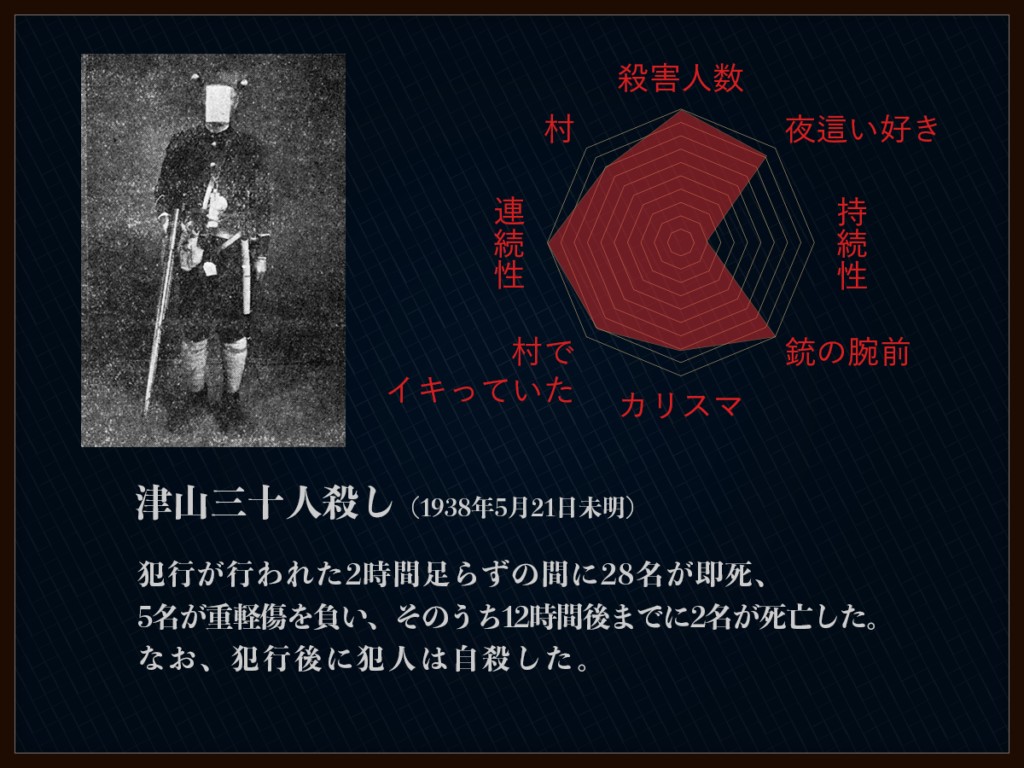 殺害人数
村
夜這い好き
連続性
持続性
村で
イキっていた
銃の腕前
カリスマ
津山三十人殺し（1938年5月21日未明）
犯行が行われた2時間足らずの間に28名が即死、
5名が重軽傷を負い、そのうち12時間後までに2名が死亡した。
なお、犯行後に犯人は自殺した。